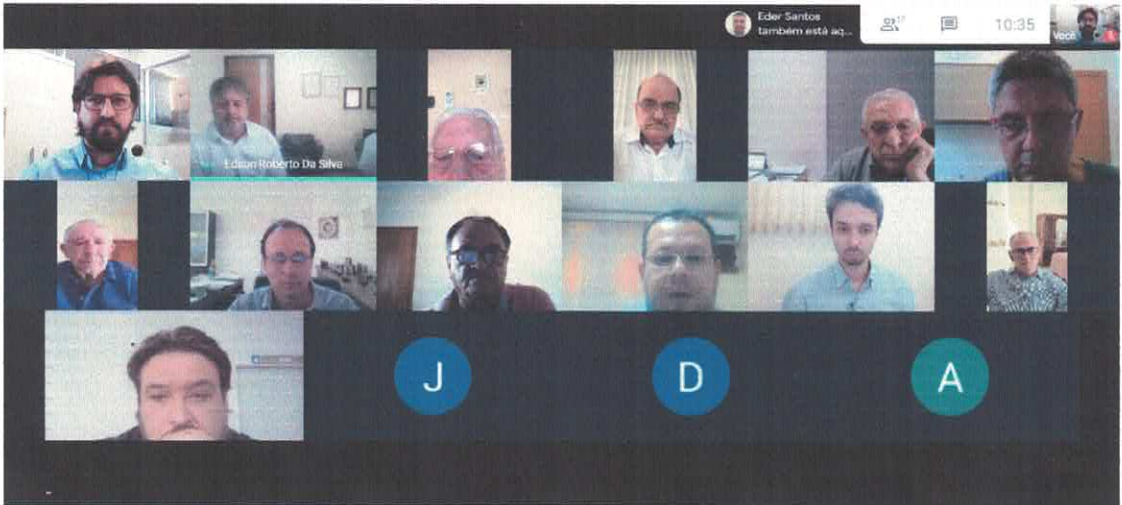 Eder Santos
também está aq...
17
10:35
Você
Edson Roberto Da Silva
J
D
A